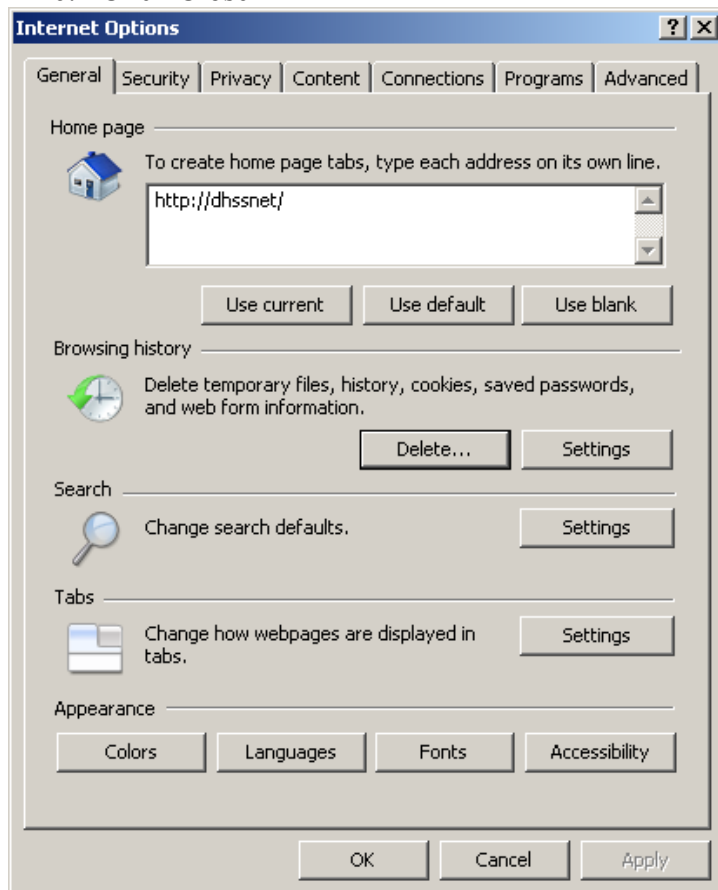 Internet Options
General Security Privacy Content Connections Programs Advanced
Home page
To create home page tabs, type each address on its own line.
http://dhssnet/
Use current Use default Use blank
Browsing history
Delete temporary files, history, cookies, saved passwords,
and web form information.
Delete... Settings
Search
Change search defaults. Settings
Tabs
Change how webpages are displayed in
tabs.
Settings
Appearance
Colors Languages Fonts Accessibility
OK Cancel Apply